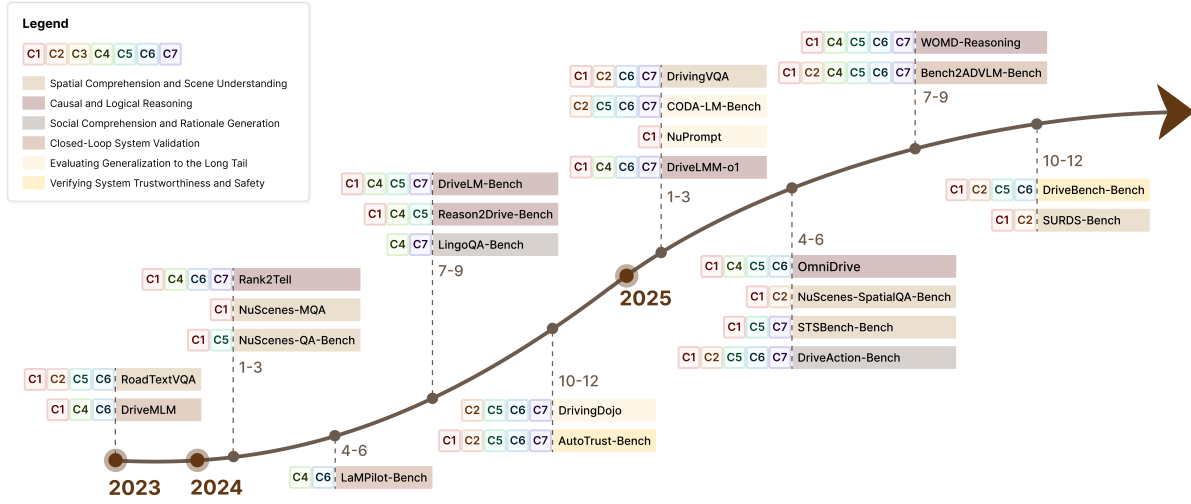 Legend
C1 C2 C3 C4 C5 C6 C7
Spatial Comprehension and Scene Understanding
Causal and Logical Reasoning
Social Comprehension and Rationale Generation
Closed-Loop System Validation
Evaluating Generalization to the Long Tail
Verifying System Trustworthiness and Safety
C1 C2 C5 C6 RoadTextVQA
C1 C4 C6 DriveMLM
2023
2024
C1 C4 C6 C7 Rank2Tell
C1 NuScenes-MQA
C1 C5 NuScenes-QA-Bench
1-3
4-6
C4 C6 LaMPilot-Bench
C1 C4 C5 C7 DriveLM-Bench
C1 C4 C5 Reason2Drive-Bench
C4 C7 LingoQA-Bench
7-9
10-12
C2 C5 C6 C7 DrivingDojo
C1 C2 C5 C6 C7 AutoTrust-Bench
2025
C1 C2 C6 C7 DrivingVQA
C2 C5 C6 C7 CODA-LM-Bench
C1 NuPrompt
C1 C4 C6 C7 DriveLMM-o1
1-3
4-6
C1 C4 C5 C6 OmniDrive
C1 C2 NuScenes-SpatialQA-Bench
C1 C5 C7 STSBench-Bench
C1 C2 C5 C6 C7 DriveAction-Bench
C1 C4 C5 C6 C7 WOMD-Reasoning
C1 C2 C4 C5 C6 C7 Bench2ADVLM-Bench
7-9
10-12
C1 C2 C5 C6 DriveBench-Bench
C1 C2 SURDS-Bench